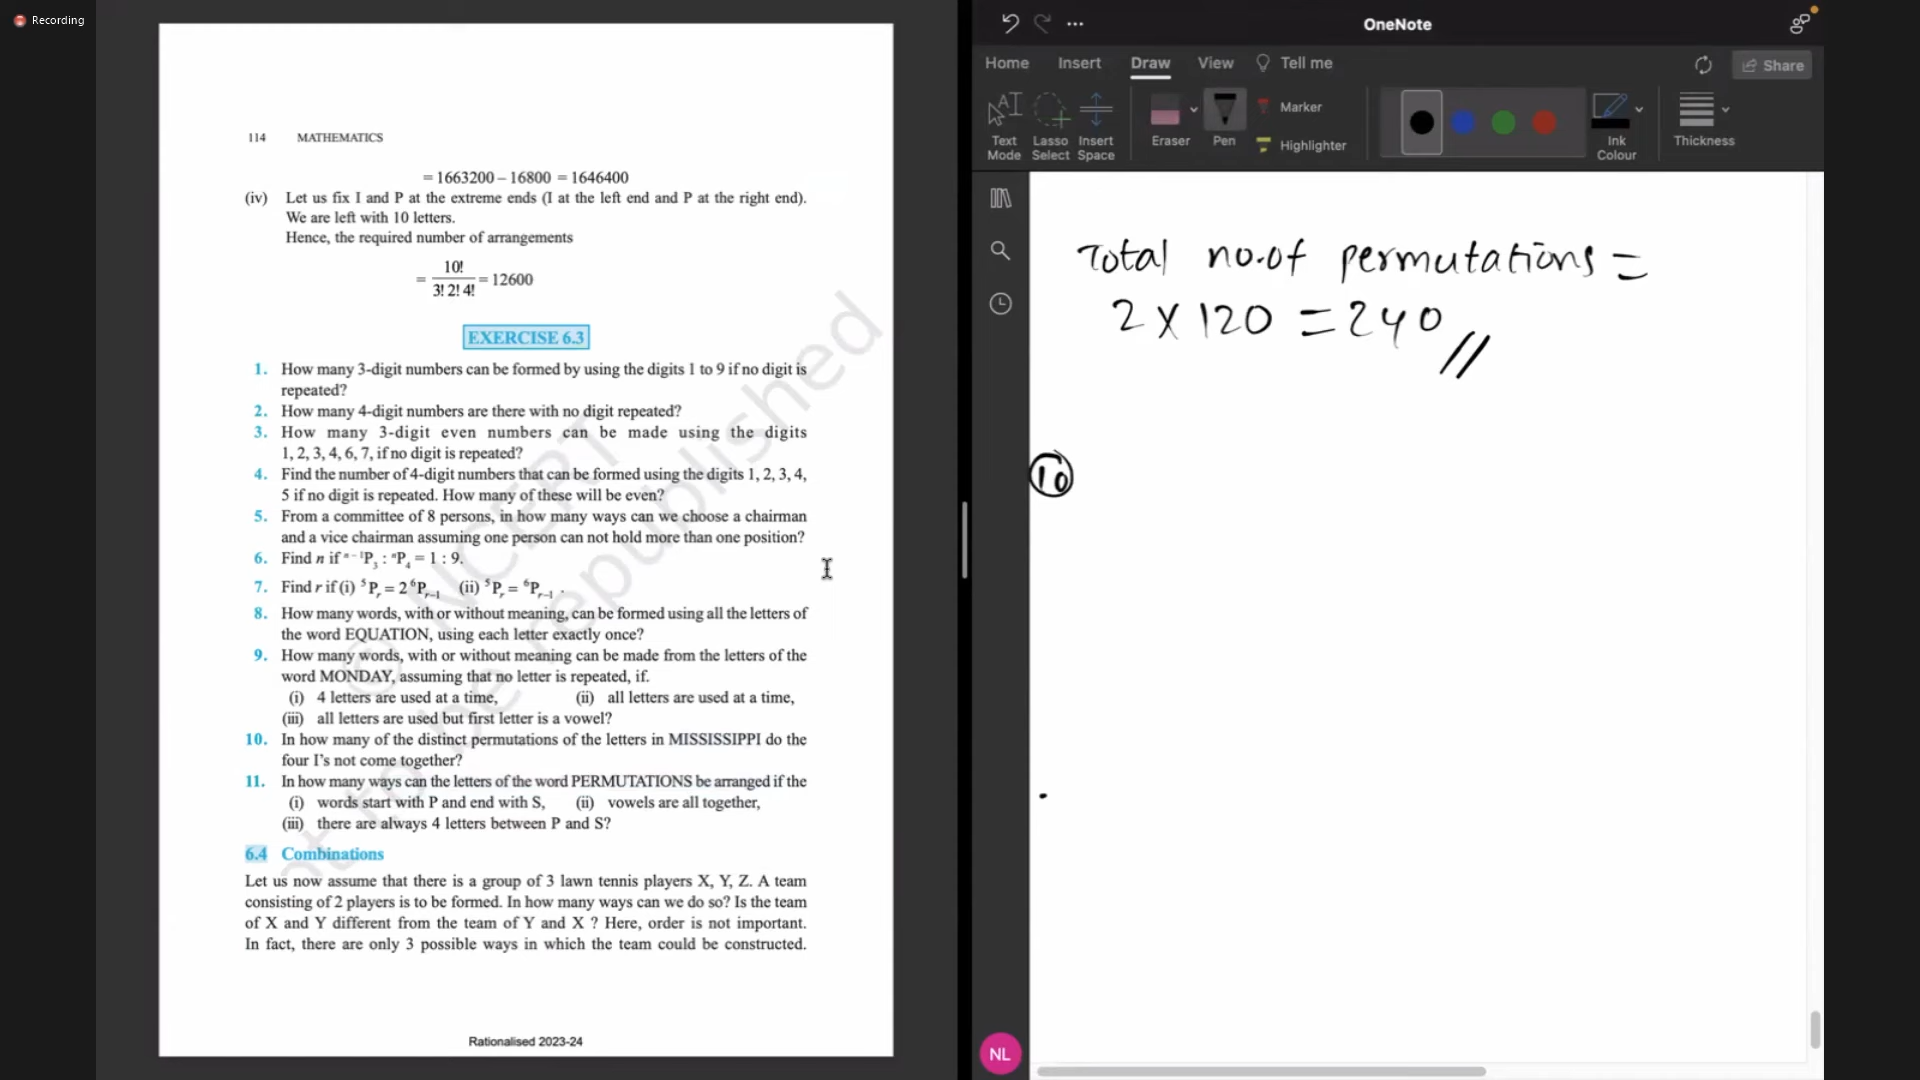 Recording
114 MATHEMATICS
= 1663200 – 16800 = 1646400
(iv) Let us fix I and P at the extreme ends (I at the left end and P at the right end).
We are left with 10 letters.
Hence, the required number of arrangements
= 10! / 3! 2! 4! = 12600
EXERCISE 6.3
1. How many 3-digit numbers can be formed by using the digits 1 to 9 if no digit is
repeated?
2. How many 4-digit numbers are there with no digit repeated?
3. How many 3-digit even numbers can be made using the digits
1, 2, 3, 4, 6, 7, if no digit is repeated?
4. Find the number of 4-digit numbers that can be formed using the digits 1, 2, 3, 4,
5 if no digit is repeated. How many of these will be even?
5. From a committee of 8 persons, in how many ways can we choose a chairman
and a vice chairman assuming one person can not hold more than one position?
6. Find n if ⁿ⁻¹P₃ : ⁿP₄ = 1 : 9.
7. Find r if (i) ⁵Pᵣ = 2 ⁶Pᵣ₋₁ (ii) ⁵Pᵣ = ⁶Pᵣ₋₁ .
8. How many words, with or without meaning, can be formed using all the letters of
the word EQUATION, using each letter exactly once?
9. How many words, with or without meaning can be made from the letters of the
word MONDAY, assuming that no letter is repeated, if.
(i) 4 letters are used at a time, (ii) all letters are used at a time,
(iii) all letters are used but first letter is a vowel?
10. In how many of the distinct permutations of the letters in MISSISSIPPI do the
four I's not come together?
11. In how many ways can the letters of the word PERMUTATIONS be arranged if the
(i) words start with P and end with S, (ii) vowels are all together,
(iii) there are always 4 letters between P and S?
6.4 Combinations
Let us now assume that there is a group of 3 lawn tennis players X, Y, Z. A team
consisting of 2 players is to be formed. In how many ways can we do so? Is the team
of X and Y different from the team of Y and X ? Here, order is not important.
In fact, there are only 3 possible ways in which the team could be constructed.
Rationalised 2023-24
© NCERT
not to be republished
OneNote
Home Insert Draw View Tell me
Share
Text Mode
Lasso Select
Insert Space
Eraser
Pen
Marker
Highlighter
Ink Colour
Thickness
Total no.of permutations =
2 X 120 = 240 //
10
NL